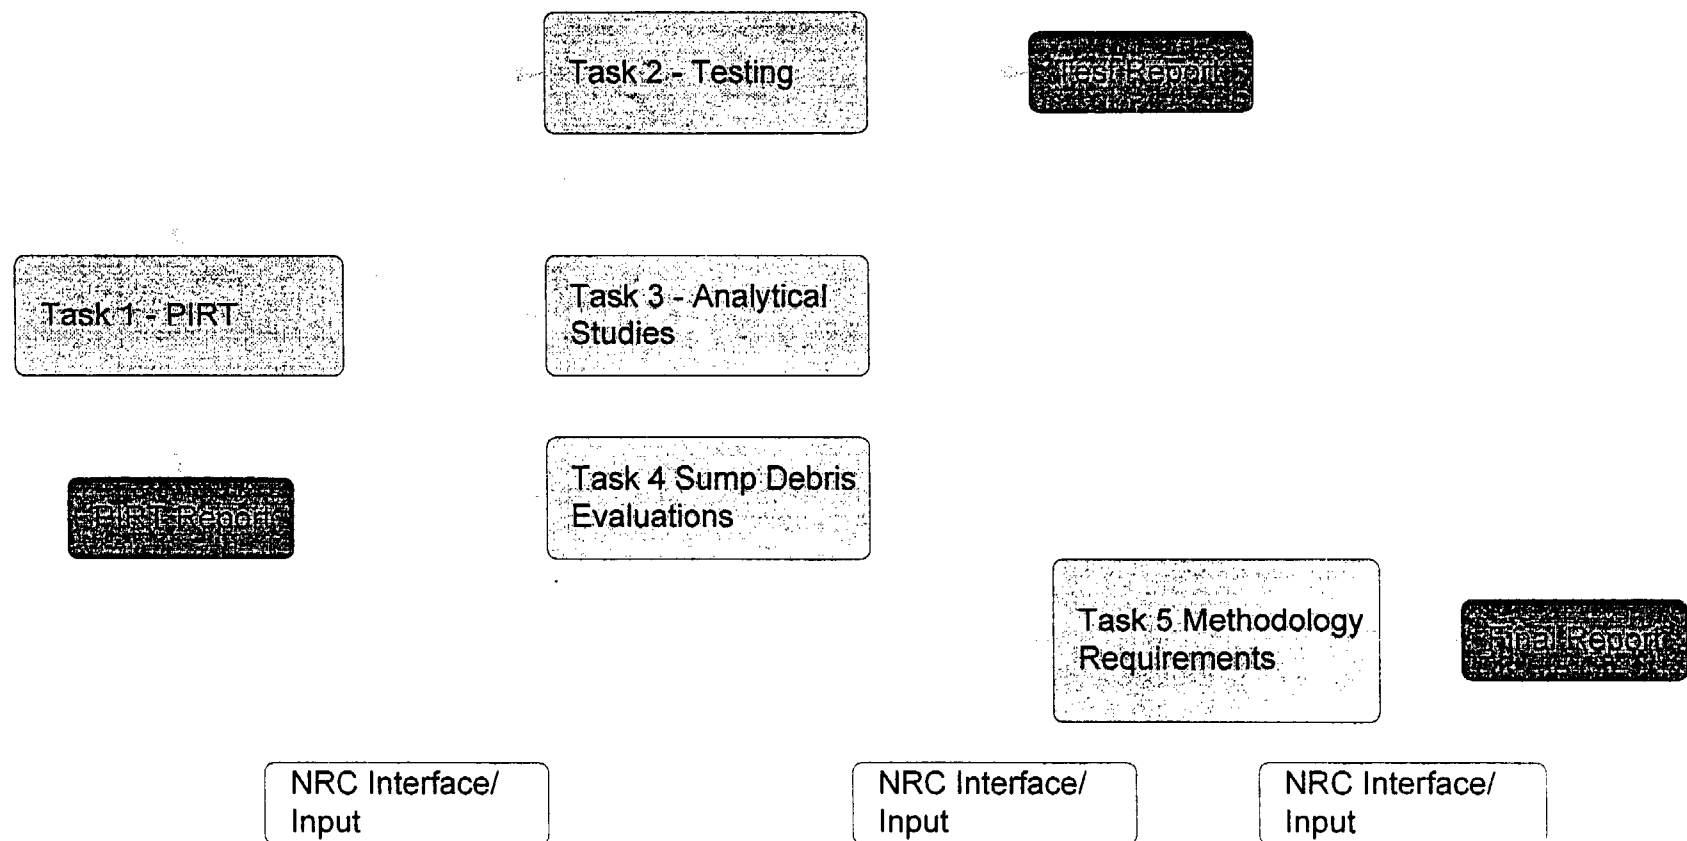 Task 2 - Testing
Test Report
Task 1 - PIRT
Task 3 - Analytical
Studies
PIRT Report
Task 4 Sump Debris
Evaluations
Task 5 Methodology
Requirements
Final Report
NRC Interface/
Input
NRC Interface/
Input
NRC Interface/
Input